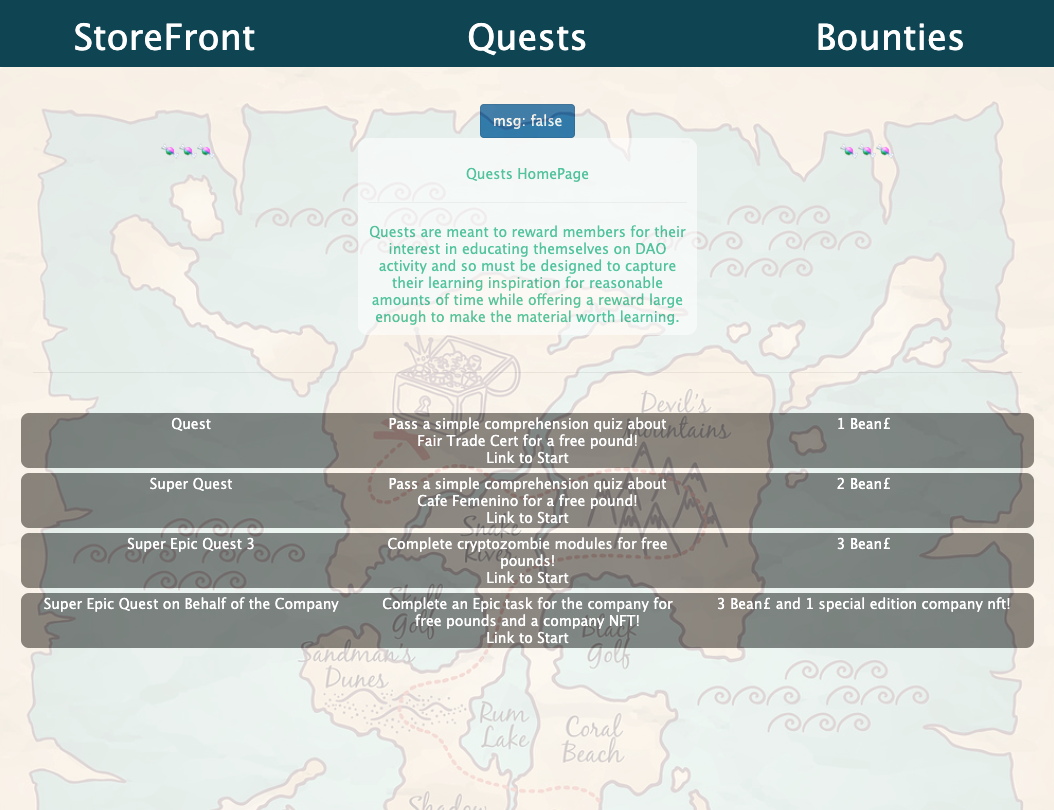 StoreFront
Quests
Bounties
msg: false
Quests HomePage
Quests are meant to reward members for their
interest in educating themselves on DAO
activity and so must be designed to capture
their learning inspiration for reasonable
amounts of time while offering a reward large
enough to make the material worth learning.
Devil's
Mountains
Quest
Pass a simple comprehension quiz about
Fair Trade Cert for a free pound!
Link to Start
1 Bean£
Super Quest
Pass a simple comprehension quiz about
Cafe Femenino for a free pound!
Link to Start
2 Bean£
Snake
River
Super Epic Quest 3
Complete cryptozombie modules for free
pounds!
Link to Start
3 Bean£
Skull
Golf
Super Epic Quest on Behalf of the Company
Complete an Epic task for the company for
free pounds and a company NFT!
Link to Start
3 Bean£ and 1 special edition company nft!
Black
Golf
Sandman's
Dunes
Rum
Lake
Coral
Beach
Shadow